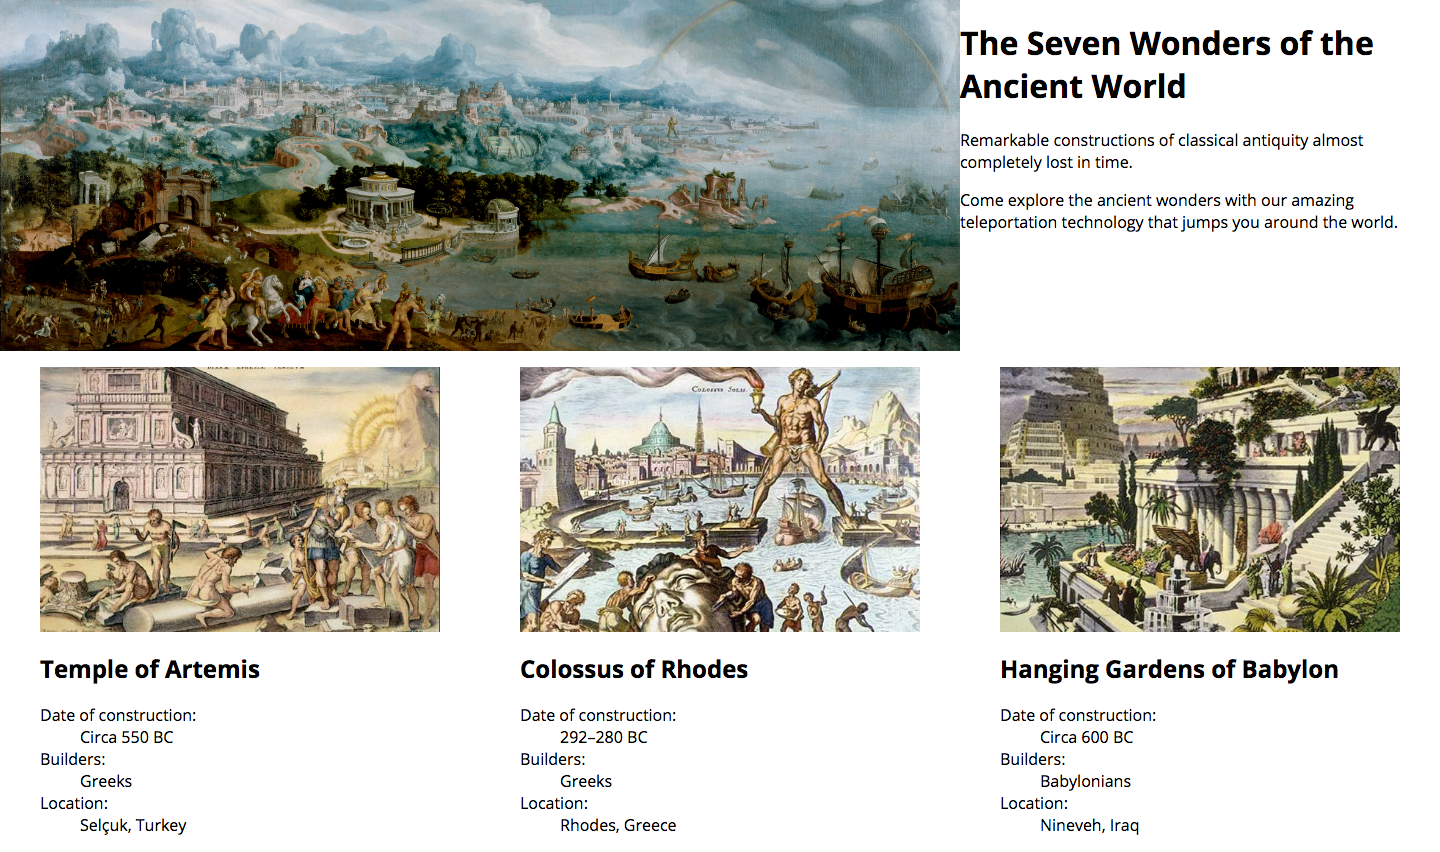 The Seven Wonders of the
Ancient World
Remarkable constructions of classical antiquity almost
completely lost in time.
Come explore the ancient wonders with our amazing
teleportation technology that jumps you around the world.
Colossvs Solis.
Temple of Artemis
Date of construction:
Circa 550 BC
Builders:
Greeks
Location:
Selçuk, Turkey
Colossus of Rhodes
Date of construction:
292–280 BC
Builders:
Greeks
Location:
Rhodes, Greece
Hanging Gardens of Babylon
Date of construction:
Circa 600 BC
Builders:
Babylonians
Location:
Nineveh, Iraq